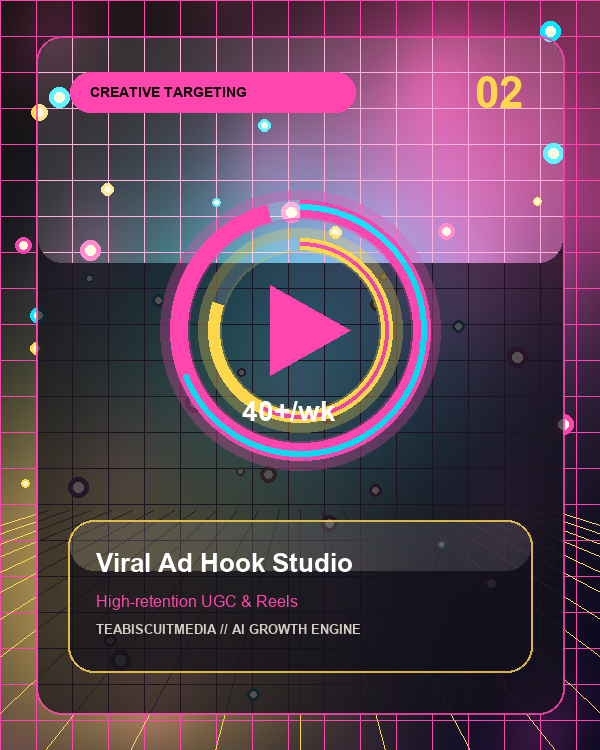 CREATIVE TARGETING
02
40+/wk
Viral Ad Hook Studio
High-retention UGC & Reels
TEABISCUITMEDIA // AI GROWTH ENGINE